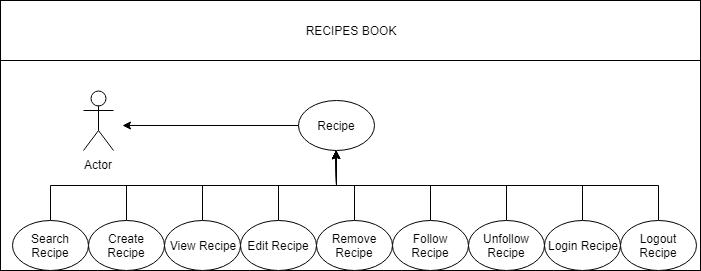 RECIPES BOOK
Recipe
Actor
Search
Recipe
Create
Recipe
View Recipe
Edit Recipe
Remove
Recipe
Follow
Recipe
Unfollow
Recipe
Login Recipe
Logout
Recipe